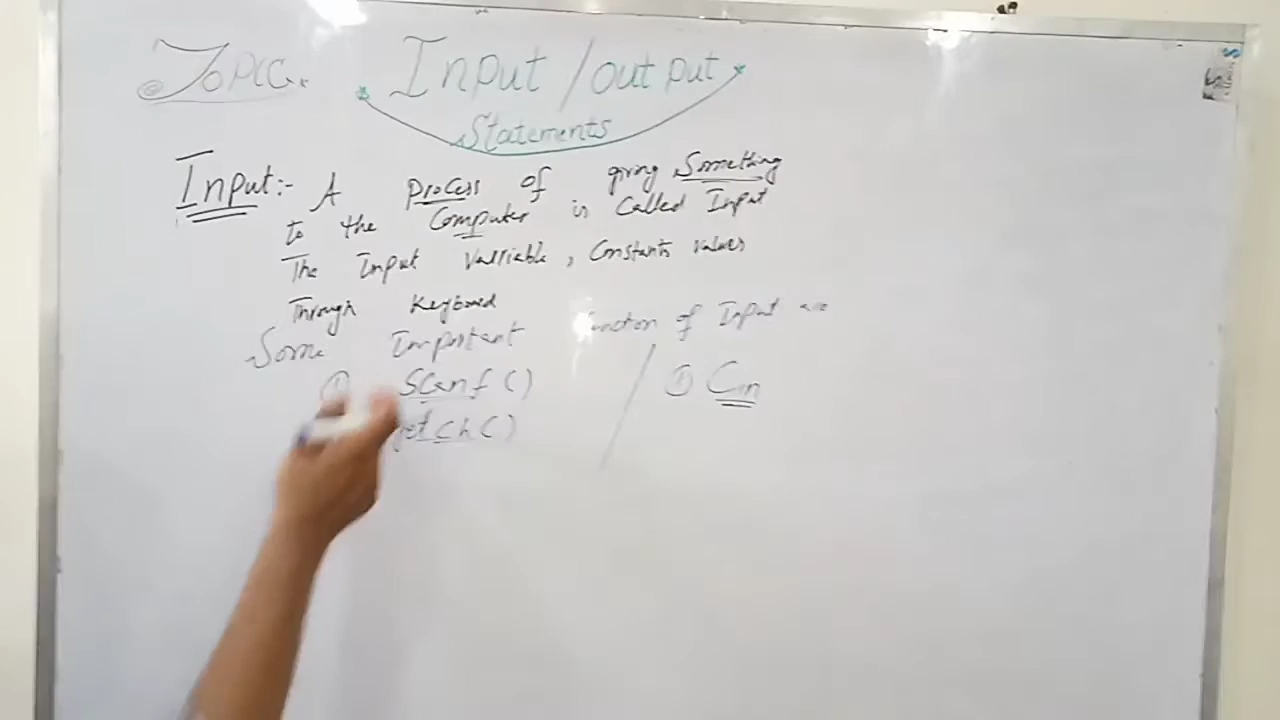 Topic.
Input/output
Statements
Input:- A Process of giving Something
to the Computer is Called Input
The Input Varriable, Constants values
Through Keyboard
Some Important function of Input are
① Scanf ()
getch ()
① Cin